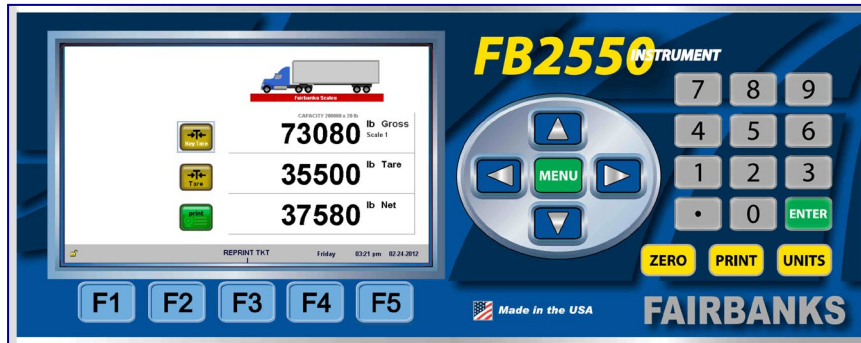 FB2550 INSTRUMENT
Fairbanks Scales
CAPACITY 200000 x 20 lb
Key Tare
73080 lb Gross
Scale 1
Tare
35500 lb Tare
print
37580 lb Net
REPRINT TKT Friday 03:21 pm 02-24-2012
F1 F2 F3 F4 F5
MENU
7 8 9
4 5 6
1 2 3
. 0 ENTER
ZERO PRINT UNITS
Made in the USA
FAIRBANKS